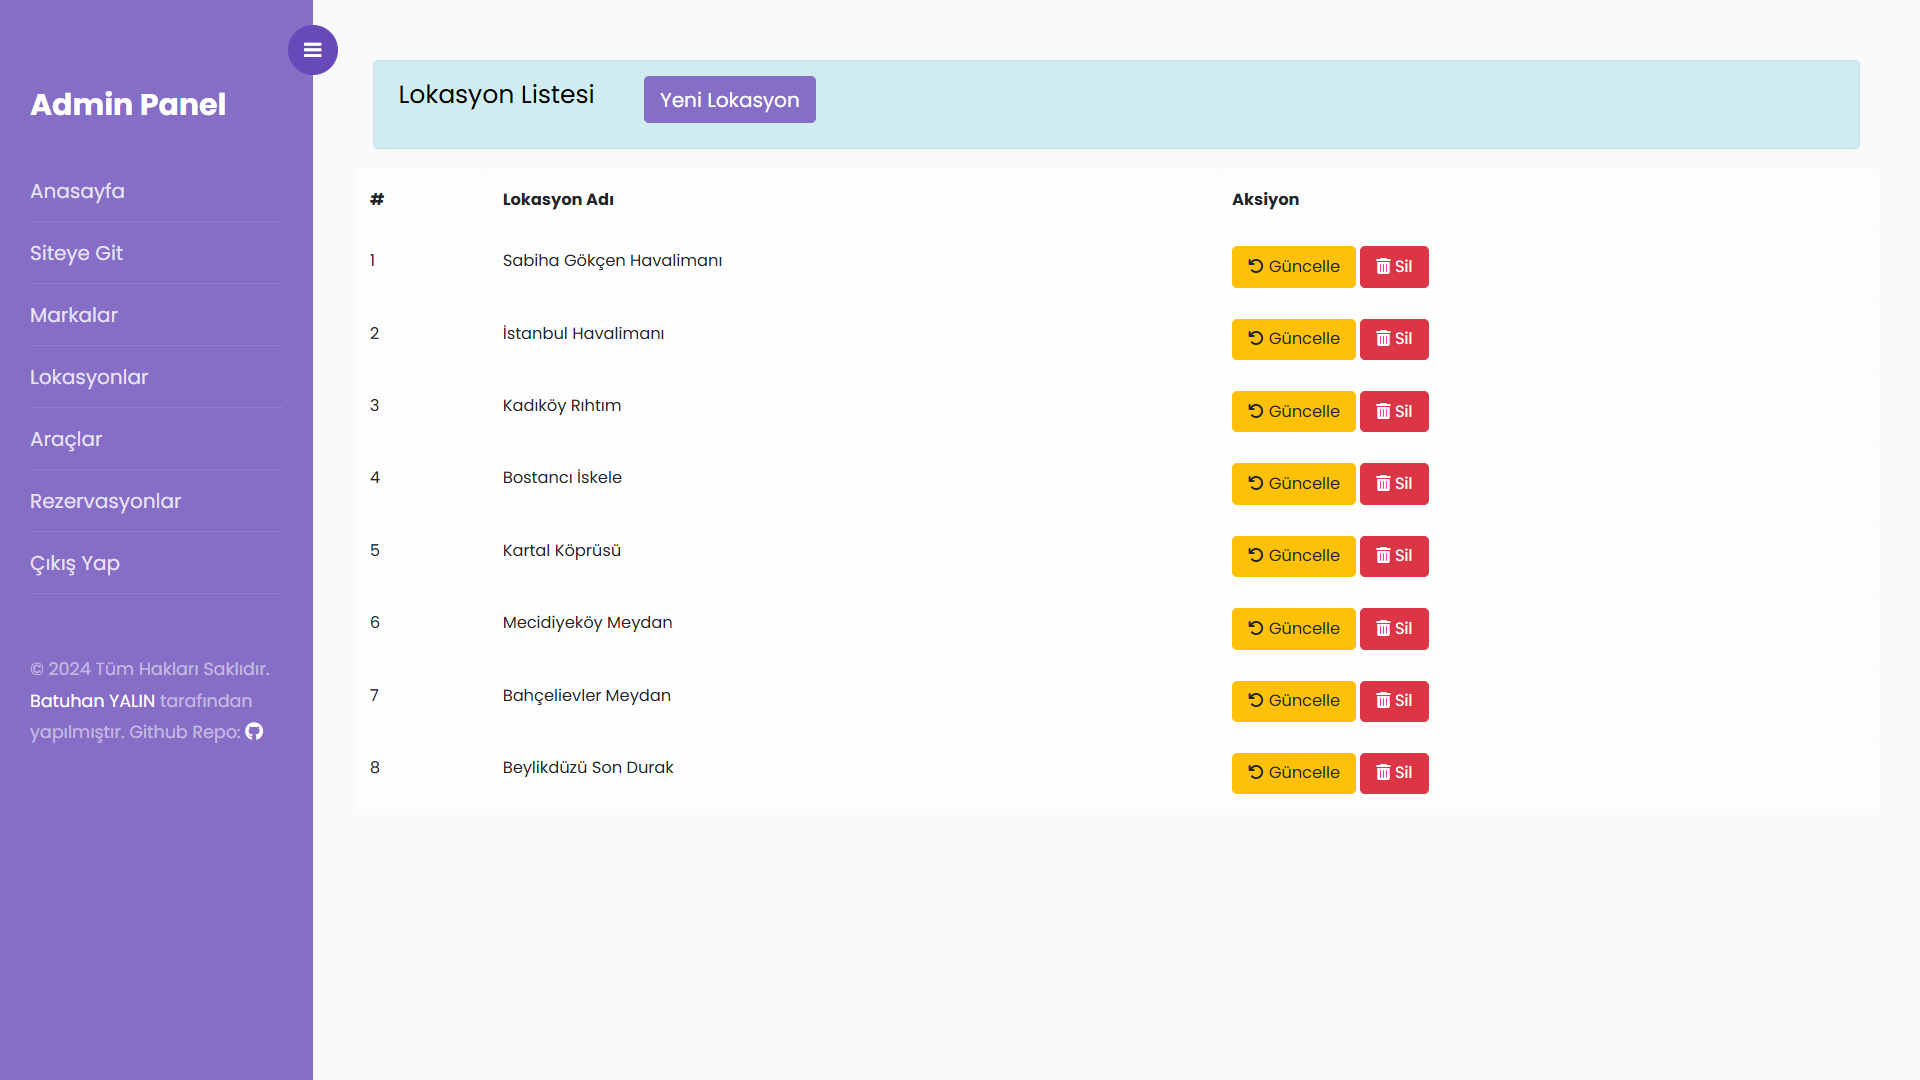 Admin Panel
Anasayfa
Siteye Git
Markalar
Lokasyonlar
Araçlar
Rezervasyonlar
Çıkış Yap
© 2024 Tüm Hakları Saklıdır.
Batuhan YALIN tarafından
yapılmıştır. Github Repo:
Lokasyon Listesi Yeni Lokasyon
# Lokasyon Adı Aksiyon
1 Sabiha Gökçen Havalimanı Güncelle Sil
2 İstanbul Havalimanı Güncelle Sil
3 Kadıköy Rıhtım Güncelle Sil
4 Bostancı İskele Güncelle Sil
5 Kartal Köprüsü Güncelle Sil
6 Mecidiyeköy Meydan Güncelle Sil
7 Bahçelievler Meydan Güncelle Sil
8 Beylikdüzü Son Durak Güncelle Sil